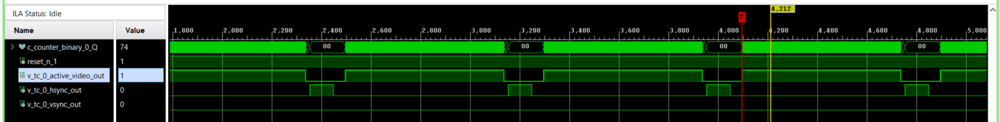 ILA Status: Idle
4,212
T
Name Value
1,800 2,000 2,200 2,400 2,600 2,800 3,000 3,200 3,400 3,600 3,800 4,000 4,200 4,400 4,600 4,800 5,000
c_counter_binary_0_Q 74 00 00 00 00
reset_n_1 1
v_tc_0_active_video_out 1
v_tc_0_hsync_out 0
v_tc_0_vsync_out 0